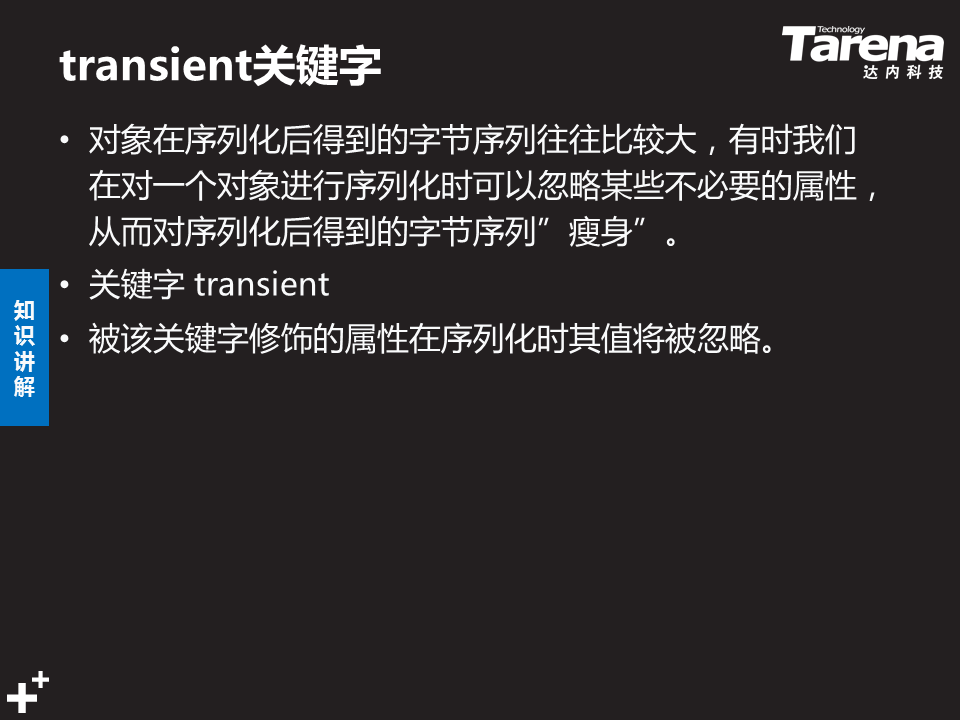 transient关键字
Technology
Tarena
达内科技
• 对象在序列化后得到的字节序列往往比较大，有时我们
在对一个对象进行序列化时可以忽略某些不必要的属性，
从而对序列化后得到的字节序列”瘦身”。
• 关键字 transient
• 被该关键字修饰的属性在序列化时其值将被忽略。
知
识
讲
解